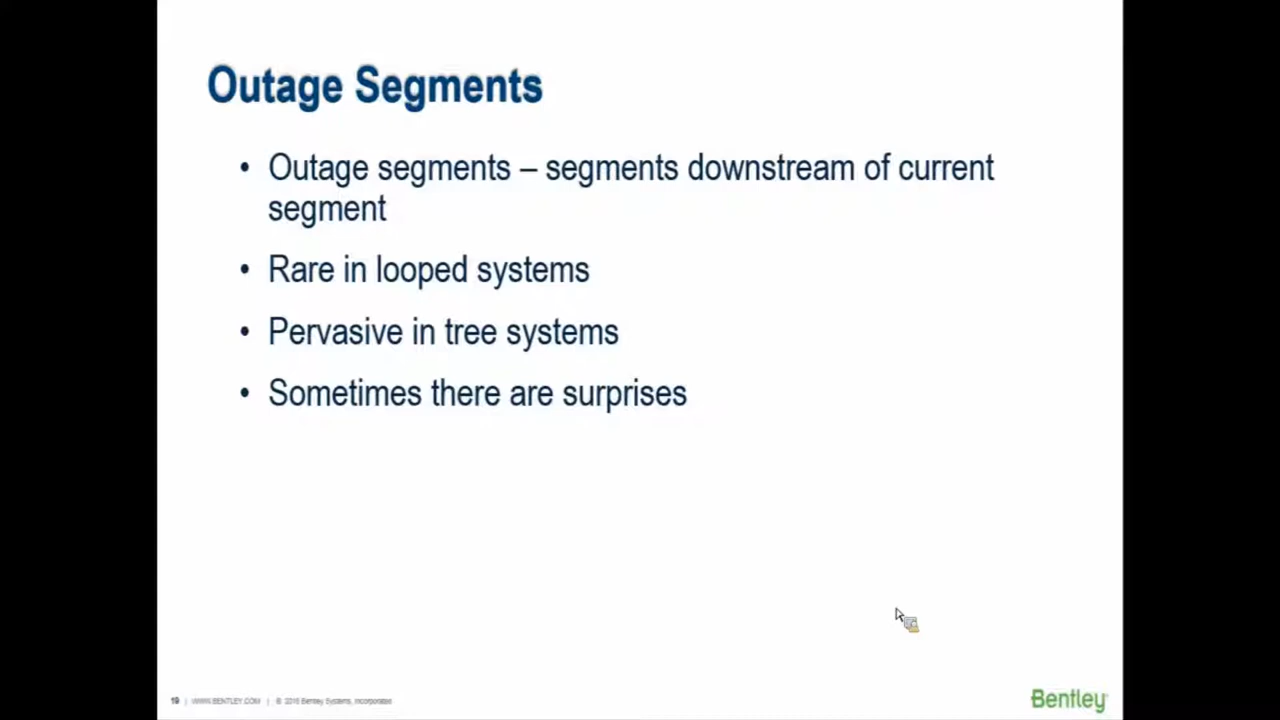 Outage Segments
• Outage segments – segments downstream of current
segment
• Rare in looped systems
• Pervasive in tree systems
• Sometimes there are surprises
19 | WWW.BENTLEY.COM | © 2015 Bentley Systems, Incorporated
Bentley